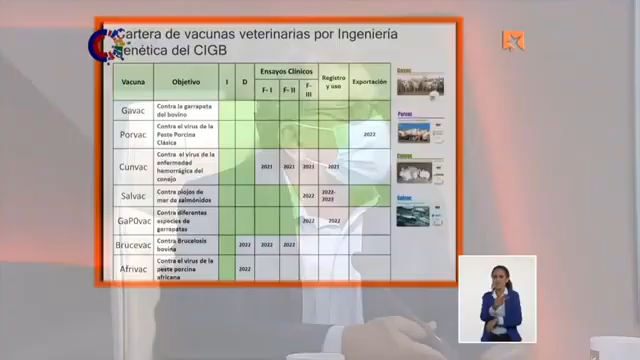 Cartera de vacunas veterinarias por Ingeniería
Genética del CIGB
Vacuna Objetivo I D Ensayos Clínicos Registro y uso Exportación
F- I F- II F- III
Gavac Contra la garrapata del bovino
Porvac Contra el virus de la Peste Porcina Clásica 2022
Cunvac Contra el virus de la enfermedad hemorrágica del conejo 2021 2021 2021 2021
Salvac Contra piojos de mar de salmónidos 2022 2022-2023
GaP0vac Contra diferentes especies de garrapatas 2022 2022
Brucevac Contra Brucelosis bovina 2022 2022 2022
Afrivac Contra el virus de la peste porcina africana 2022
Porvac